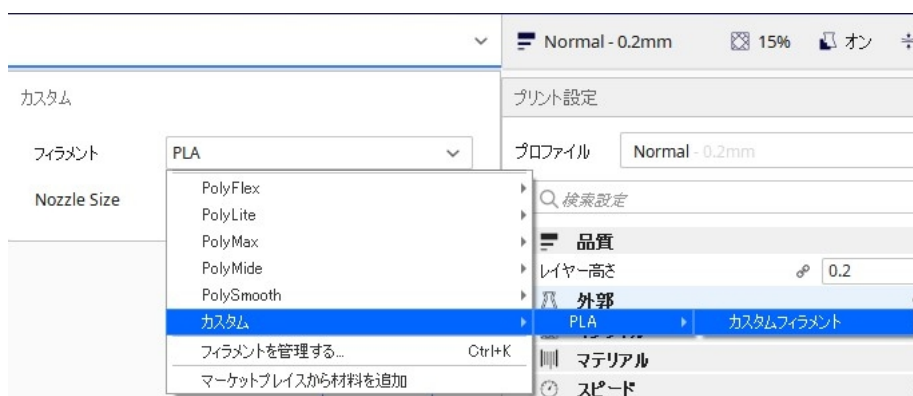 Normal - 0.2mm 15% オン
カスタム
プリント設定
フィラメント PLA
プロファイル Normal - 0.2mm
Nozzle Size
PolyFlex
PolyLite
PolyMax
PolyMide
PolySmooth
カスタム
フィラメントを管理する... Ctrl+K
マーケットプレイスから材料を追加
検索設定
品質
レイヤー高さ 0.2
外郭
PLA カスタムフィラメント
マテリアル
スピード